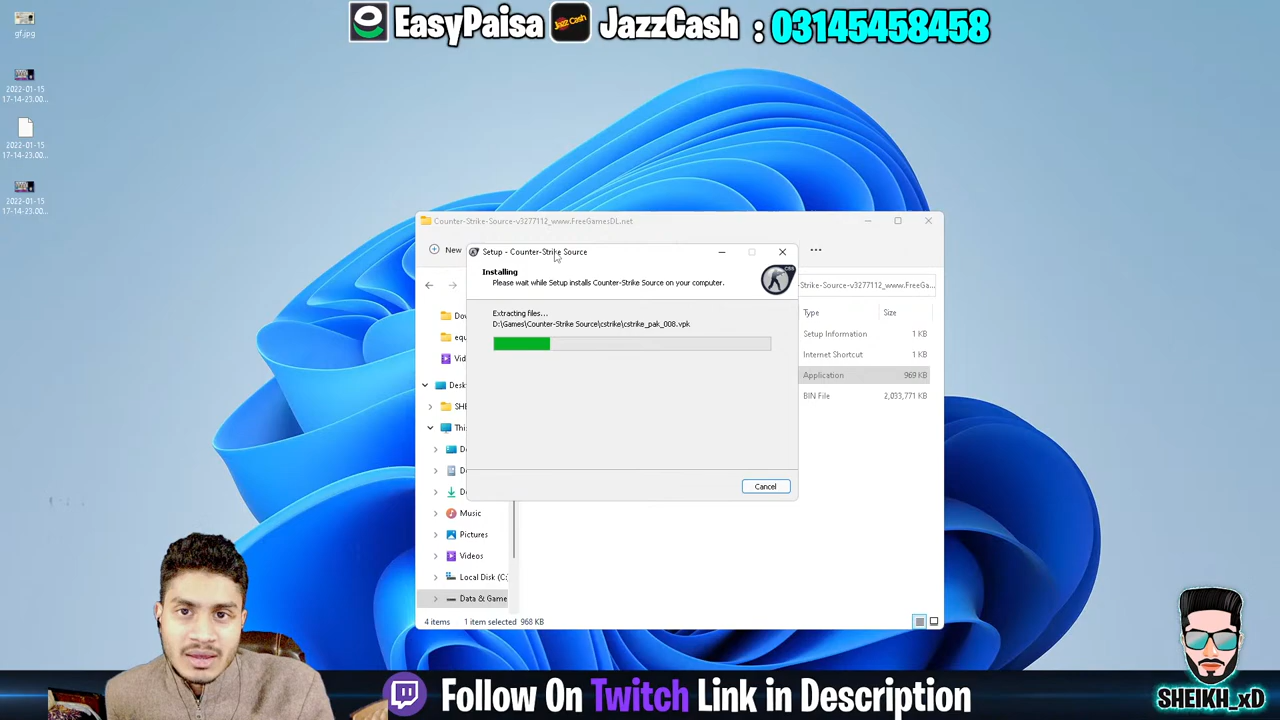 EasyPaisa JazzCash : 03145458458
gf.jpg
2022-01-15
17-14-23.00...
2022-01-15
17-14-23.00...
2022-01-15
17-14-23.00...
Counter-Strike-Source-v3277112_www.FreeGamesDL.net
New
Setup - Counter-Strike Source
Installing
Please wait while Setup installs Counter-Strike Source on your computer.
CSS
-Strike-Source-v3277112_www.FreeGa...
Extracting files...
D:\Games\Counter-Strike Source\cstrike\cstrike_pak_008.vpk
Type Size
Setup Information 1 KB
Internet Shortcut 1 KB
Application 969 KB
BIN File 2,033,771 KB
Cancel
Music
Pictures
Videos
Local Disk (C:
Data & Game
4 items 1 item selected 968 KB
Follow On Twitch Link in Description
SHEIKH_xD